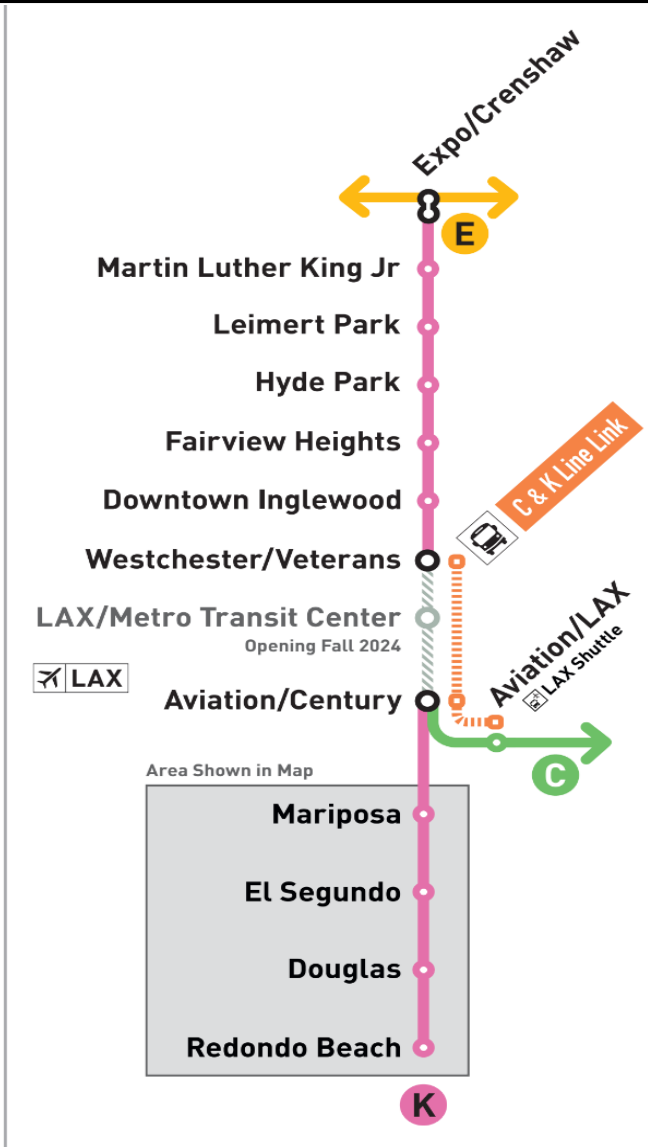 Expo/Crenshaw
E
Martin Luther King Jr
Leimert Park
Hyde Park
Fairview Heights
Downtown Inglewood
C & K Line Link
Westchester/Veterans
LAX/Metro Transit Center
Opening Fall 2024
Aviation/LAX
LAX Shuttle
LAX
Aviation/Century
C
Area Shown in Map
Mariposa
El Segundo
Douglas
Redondo Beach
K